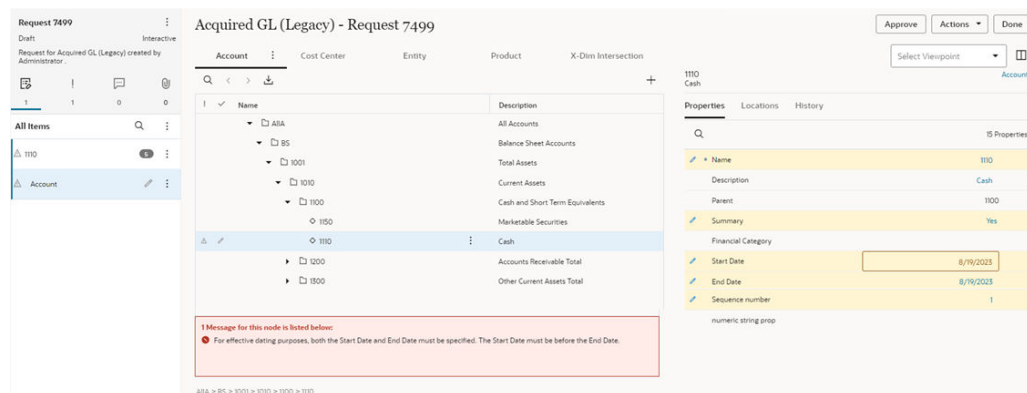 Request 7499
Draft Interactive
Request for Acquired GL (Legacy) created by
Administrator .
1 1 0 0
All Items
1110 5
Account
Acquired GL (Legacy) - Request 7499
Approve Actions Done
Account Cost Center Entity Product X-Dim Intersection
Select Viewpoint
Name Description
AllA All Accounts
BS Balance Sheet Accounts
1001 Total Assets
1010 Current Assets
1100 Cash and Short Term Equivalents
1150 Marketable Securities
1110 Cash
1200 Accounts Receivable Total
1300 Other Current Assets Total
1 Message for this node is listed below:
For effective dating purposes, both the Start Date and End Date must be specified. The Start Date must be before the End Date.
AllA > BS > 1001 > 1010 > 1100 > 1110
1110 Account
Cash
Properties Locations History
15 Properties
Name 1110
Description Cash
Parent 1100
Summary Yes
Financial Category
Start Date 8/19/2023
End Date 8/19/2023
Sequence number 1
numeric string prop